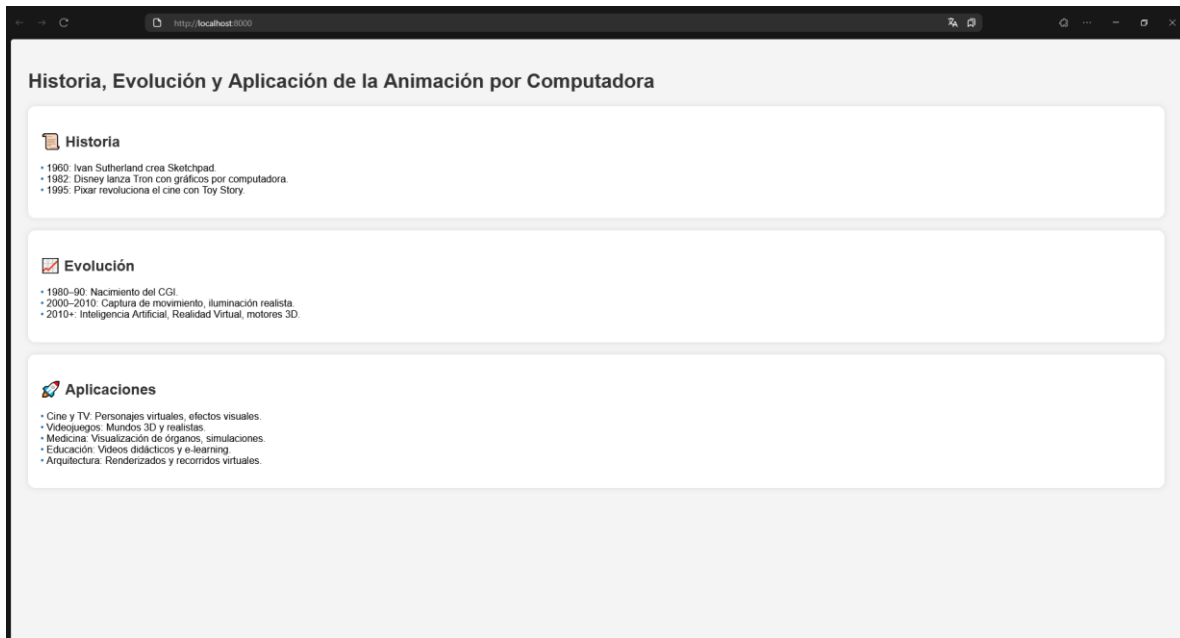 http://localhost:8000
Historia, Evolución y Aplicación de la Animación por Computadora
Historia
• 1960: Ivan Sutherland crea Sketchpad.
• 1982: Disney lanza Tron con gráficos por computadora.
• 1995: Pixar revoluciona el cine con Toy Story.
Evolución
• 1980–90: Nacimiento del CGI.
• 2000–2010: Captura de movimiento, iluminación realista.
• 2010+: Inteligencia Artificial, Realidad Virtual, motores 3D.
Aplicaciones
• Cine y TV: Personajes virtuales, efectos visuales.
• Videojuegos: Mundos 3D y realistas.
• Medicina: Visualización de órganos, simulaciones.
• Educación: Videos didácticos y e-learning.
• Arquitectura: Renderizados y recorridos virtuales.